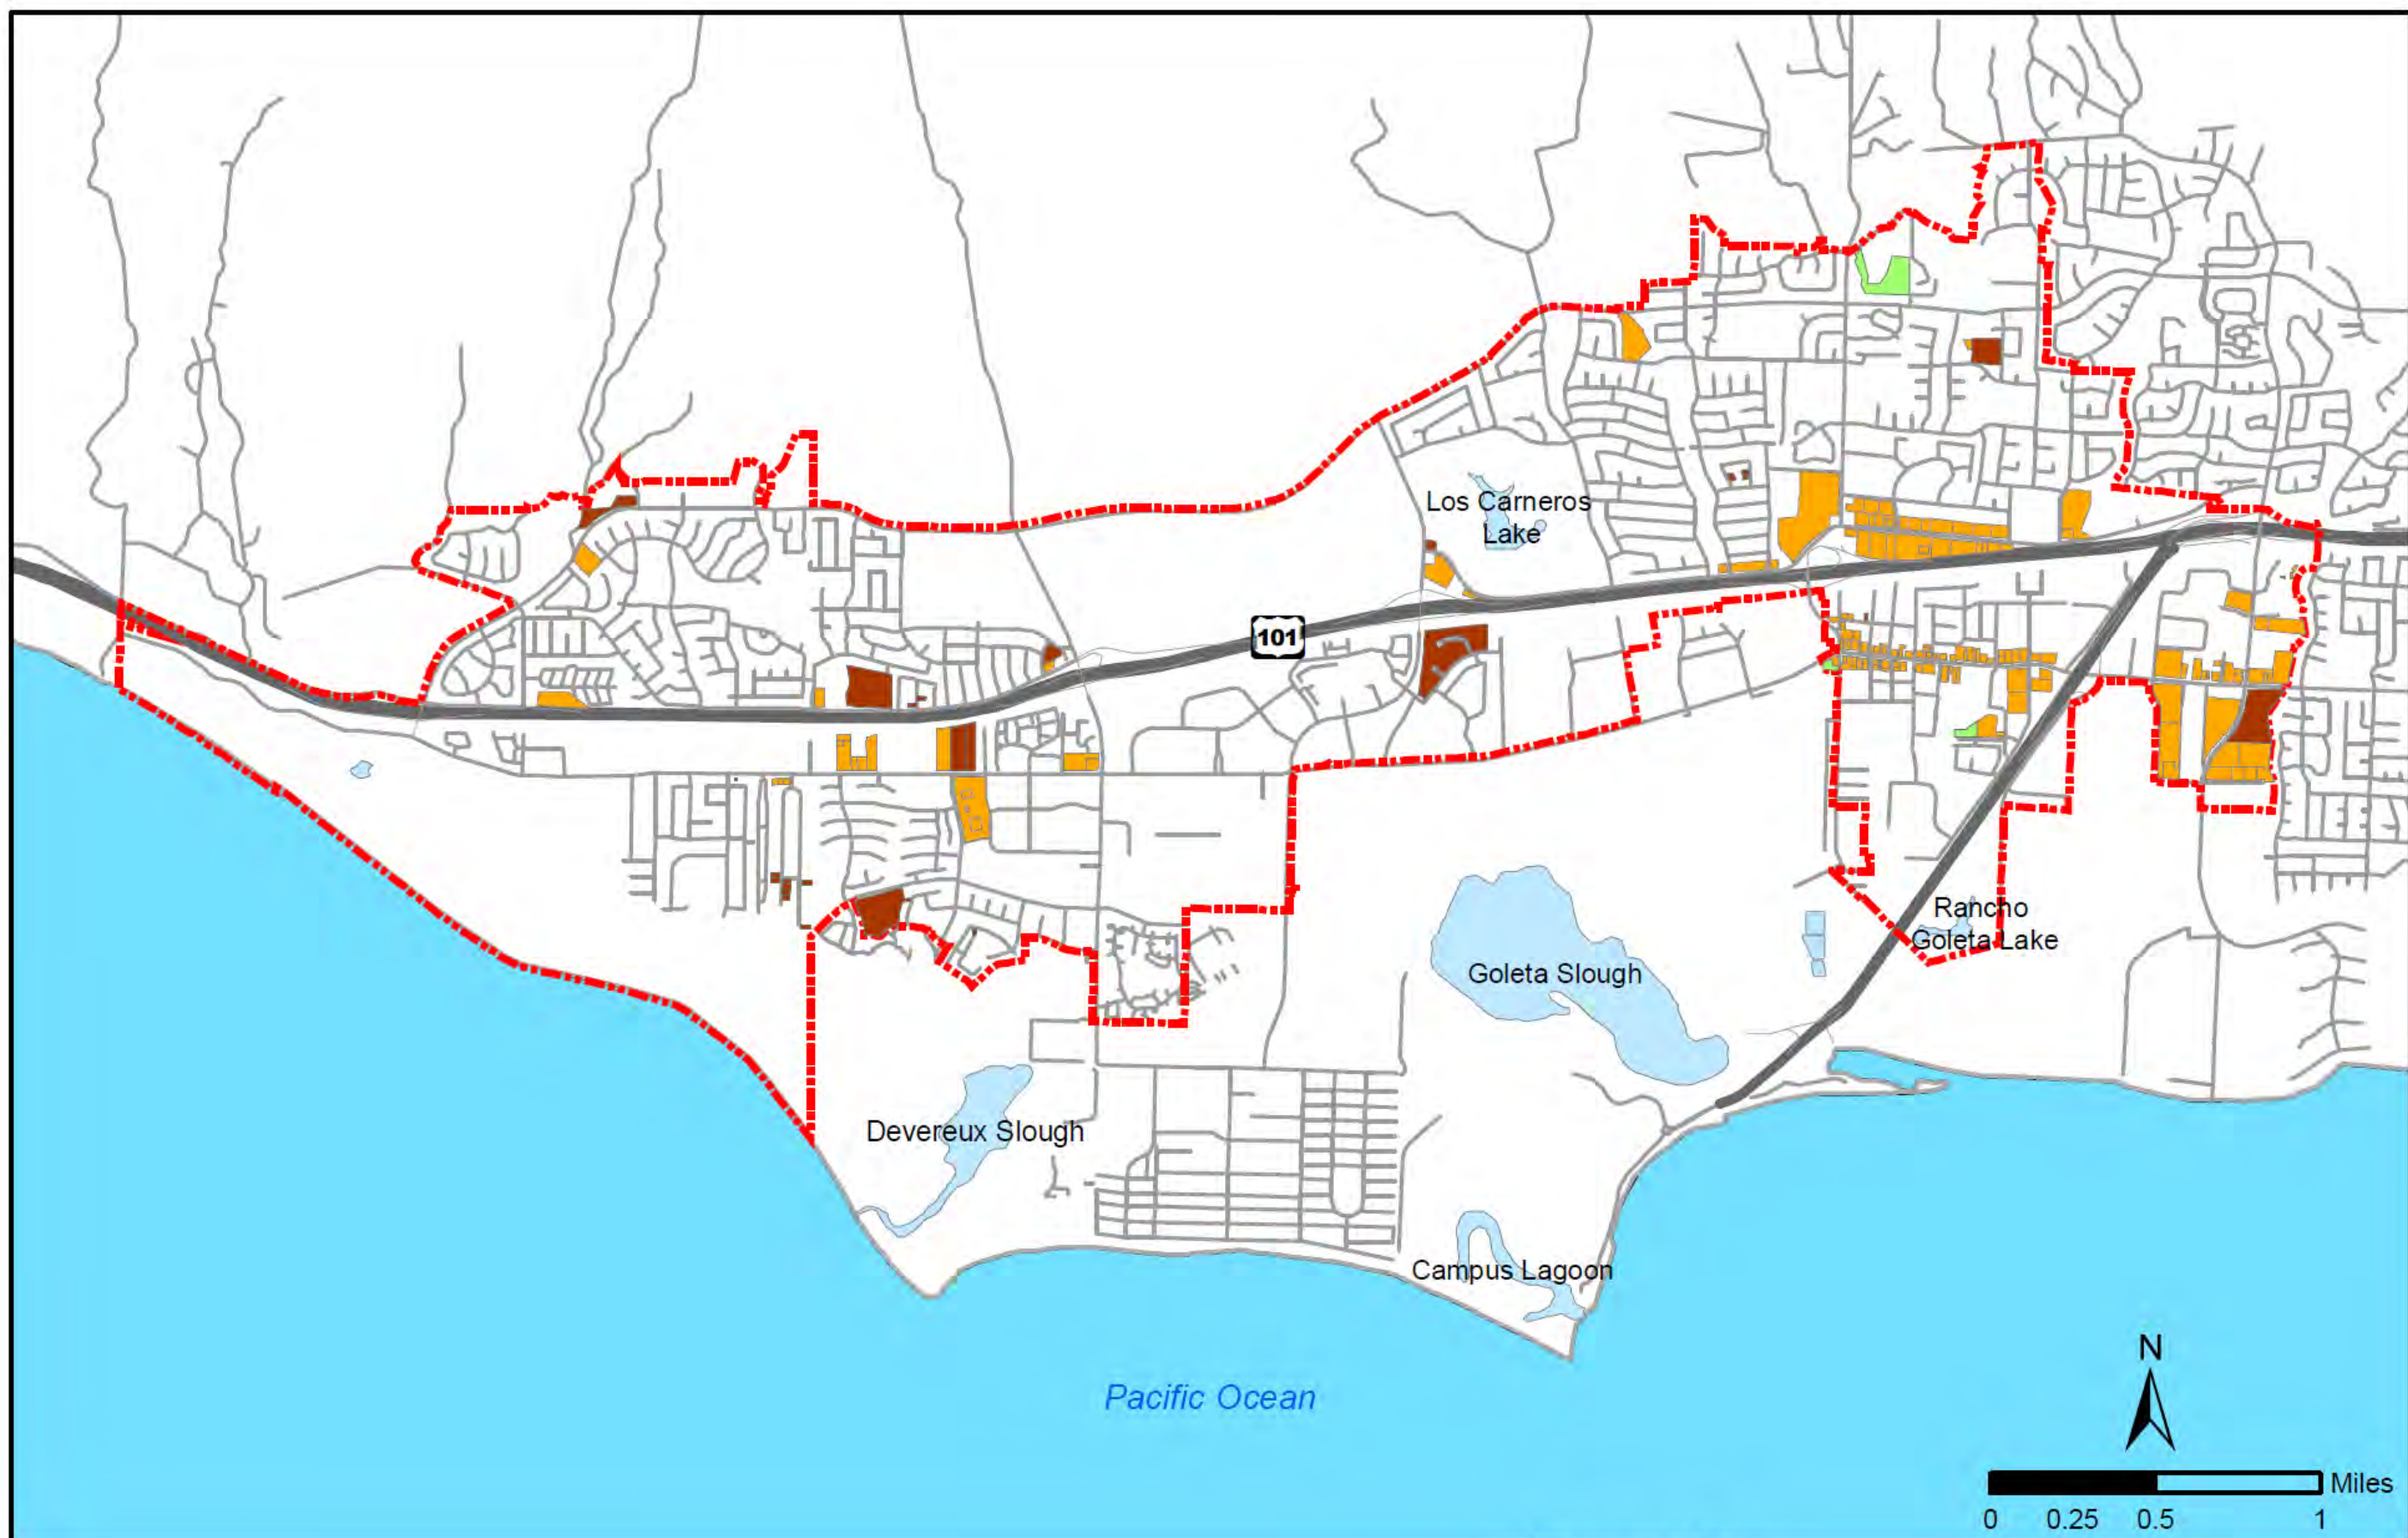 Los Carneros
Lake
101
Rancho
Goleta Lake
Goleta Slough
Devereux Slough
Campus Lagoon
Pacific Ocean
N
Miles
0 0.25 0.5 1